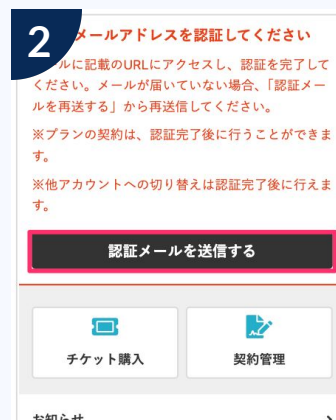 2
メールアドレスを認証してください
ルに記載のURLにアクセスし、認証を完了して
ください。メールが届いていない場合、「認証メー
ルを再送する」から再送信してください。
※プランの契約は、認証完了後に行うことができま
す。
※他アカウントへの切り替えは認証完了後に行えま
す。
認証メールを送信する
チケット購入
契約管理
お知らせ